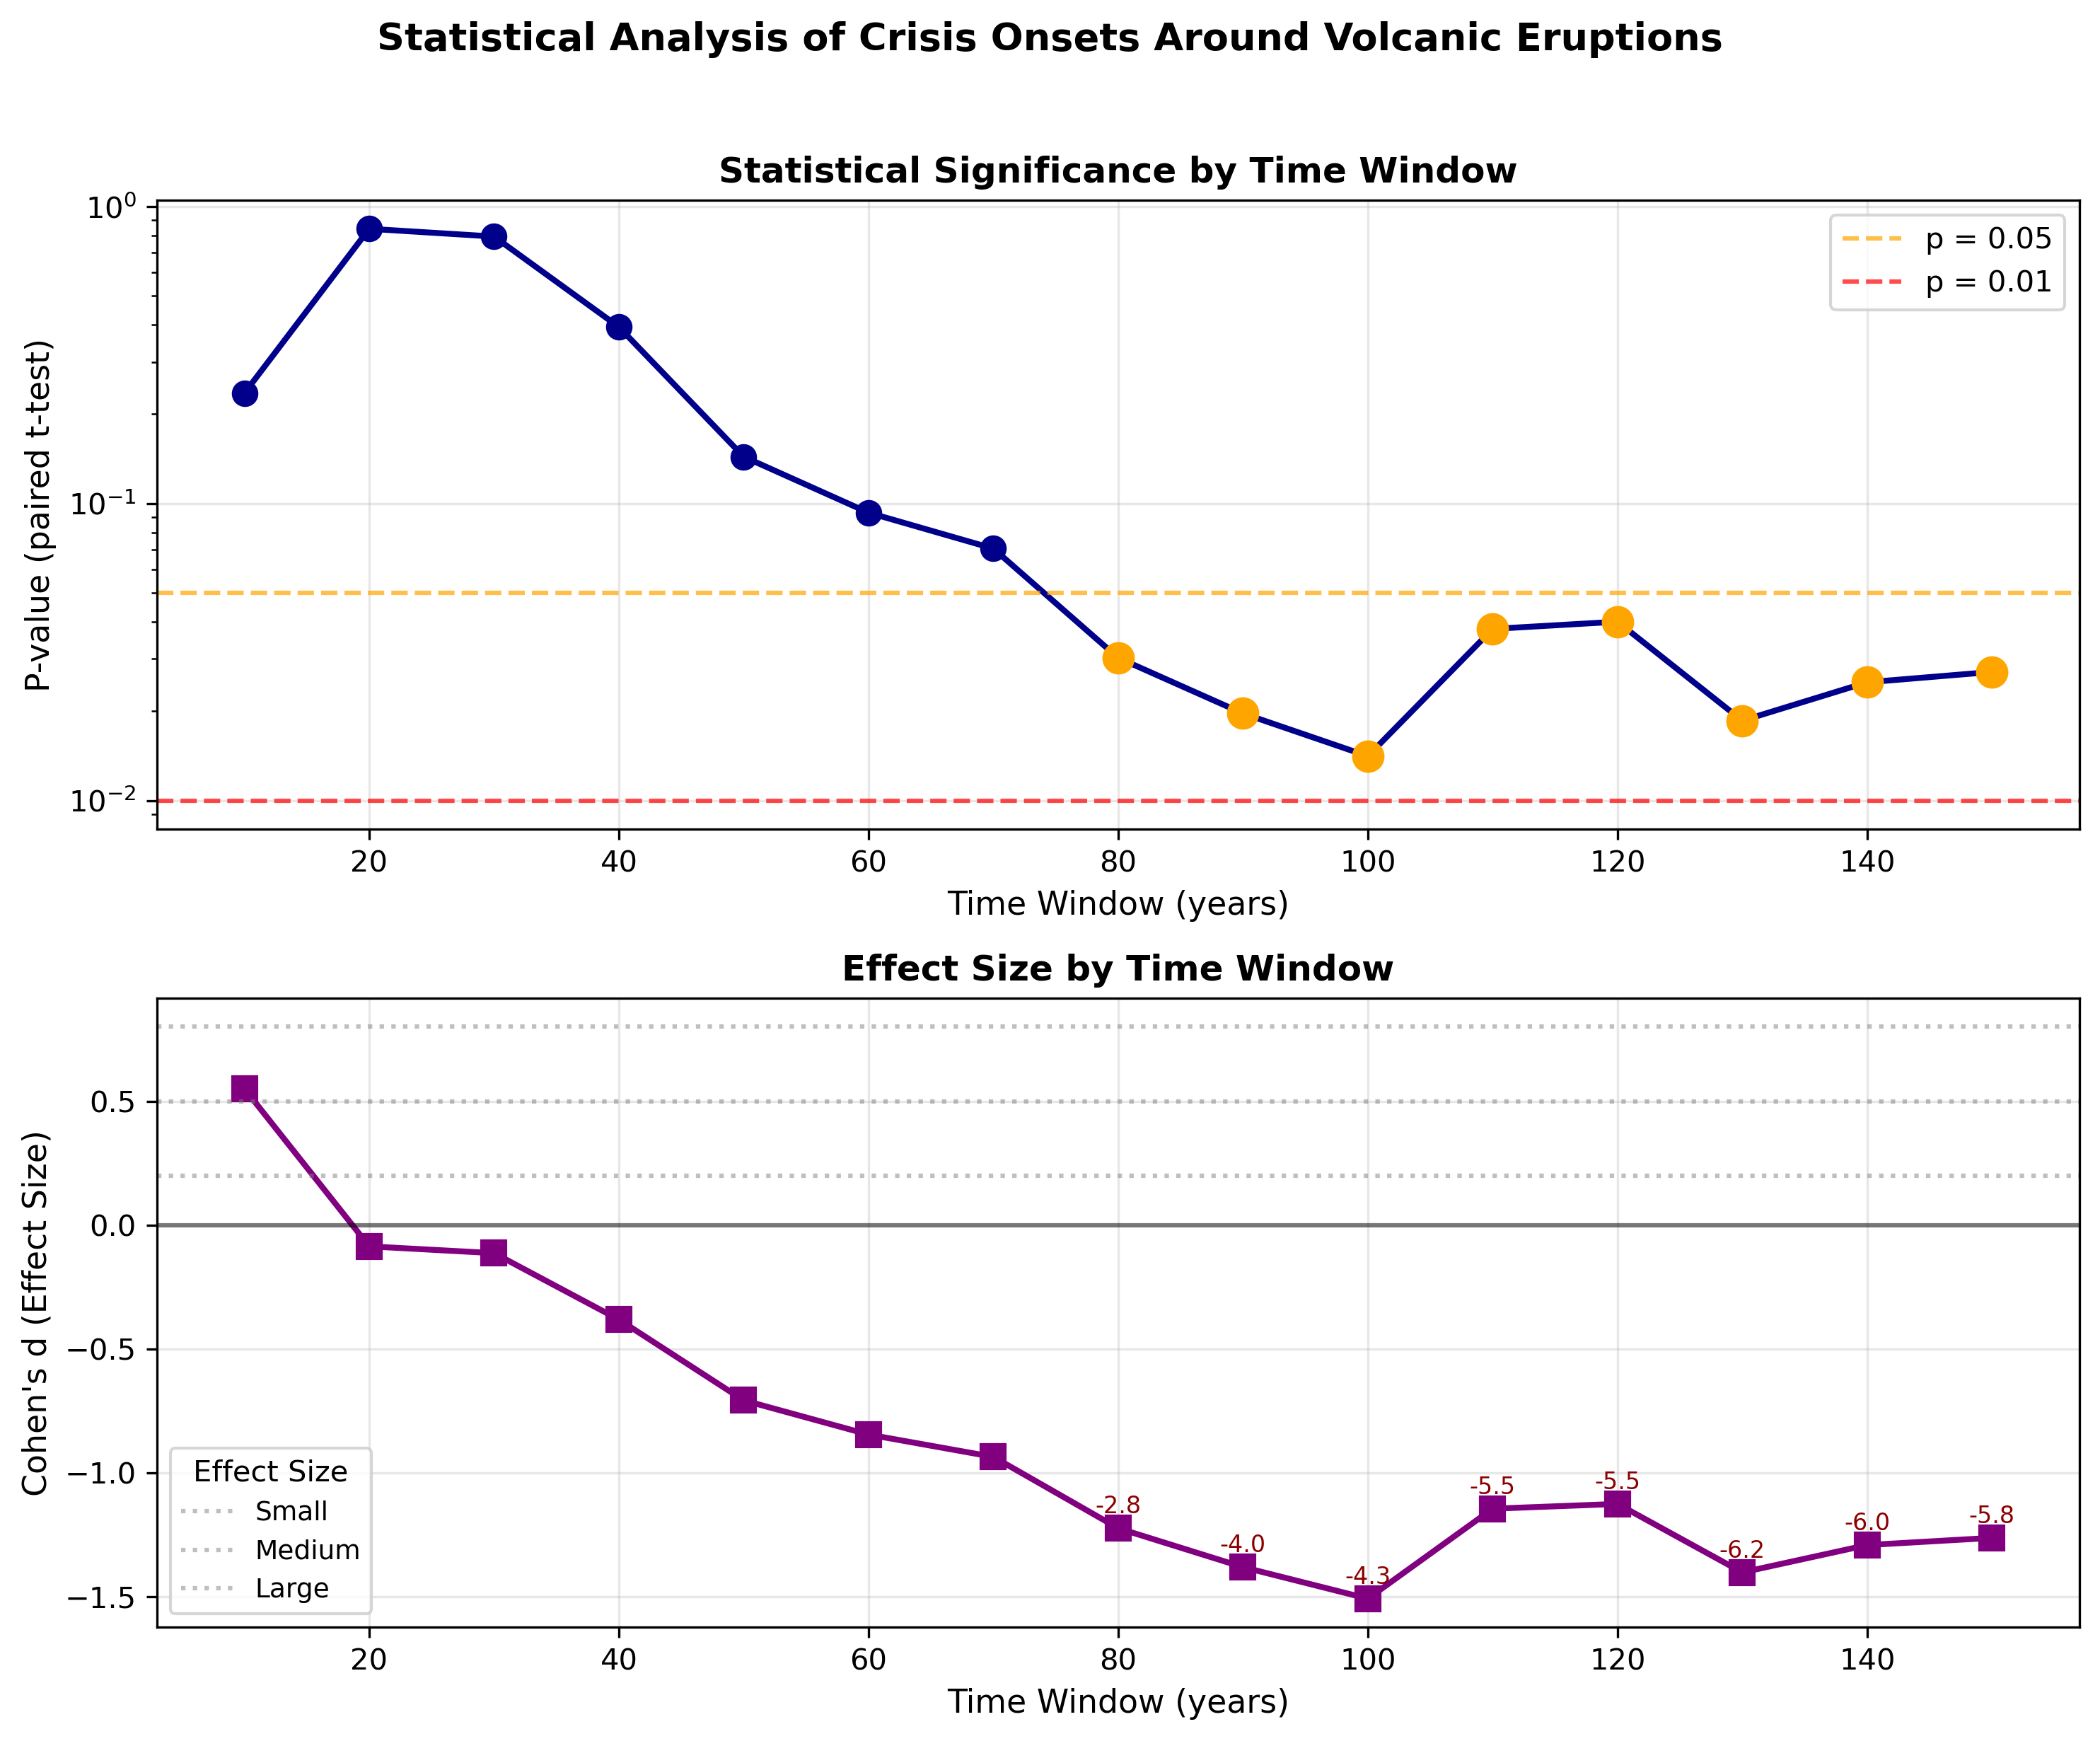 Statistical Analysis of Crisis Onsets Around Volcanic Eruptions
Statistical Significance by Time Window
P-value (paired t-test)
10⁰
10⁻¹
10⁻²
p = 0.05
p = 0.01
20 40 60 80 100 120 140
Time Window (years)
Effect Size by Time Window
Cohen's d (Effect Size)
0.5
0.0
−0.5
−1.0
−1.5
Effect Size
Small
Medium
Large
-2.8
-4.0
-4.3
-5.5
-5.5
-6.2
-6.0
-5.8
20 40 60 80 100 120 140
Time Window (years)